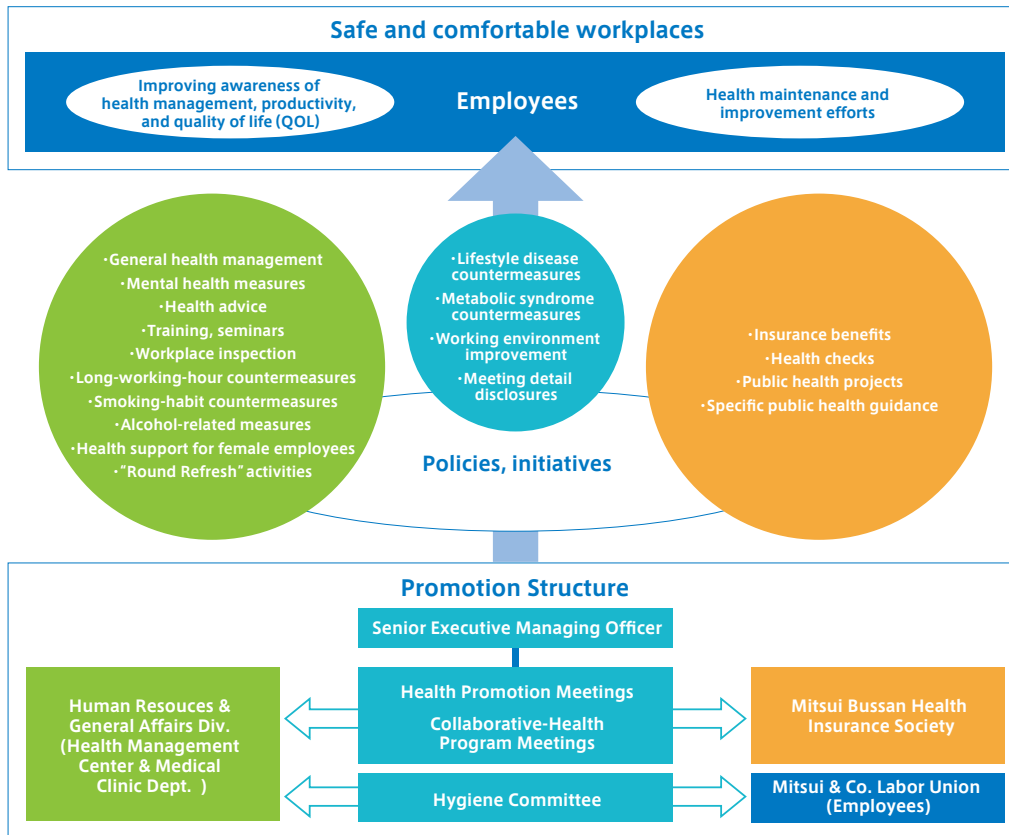 Safe and comfortable workplaces
Improving awareness of
health management, productivity,
and quality of life (QOL)
Employees
Health maintenance and
improvement efforts
・General health management
・Mental health measures
・Health advice
・Training, seminars
・Workplace inspection
・Long-working-hour countermeasures
・Smoking-habit countermeasures
・Alcohol-related measures
・Health support for female employees
・"Round Refresh" activities
・Lifestyle disease
countermeasures
・Metabolic syndrome
countermeasures
・Working environment
improvement
・Meeting detail
disclosures
・Insurance benefits
・Health checks
・Public health projects
・Specific public health guidance
Policies, initiatives
Promotion Structure
Senior Executive Managing Officer
Human Resouces &
General Affairs Div.
(Health Management
Center & Medical
Clinic Dept. )
Health Promotion Meetings
Collaborative-Health
Program Meetings
Mitsui Bussan Health
Insurance Society
Hygiene Committee
Mitsui & Co. Labor Union
(Employees)